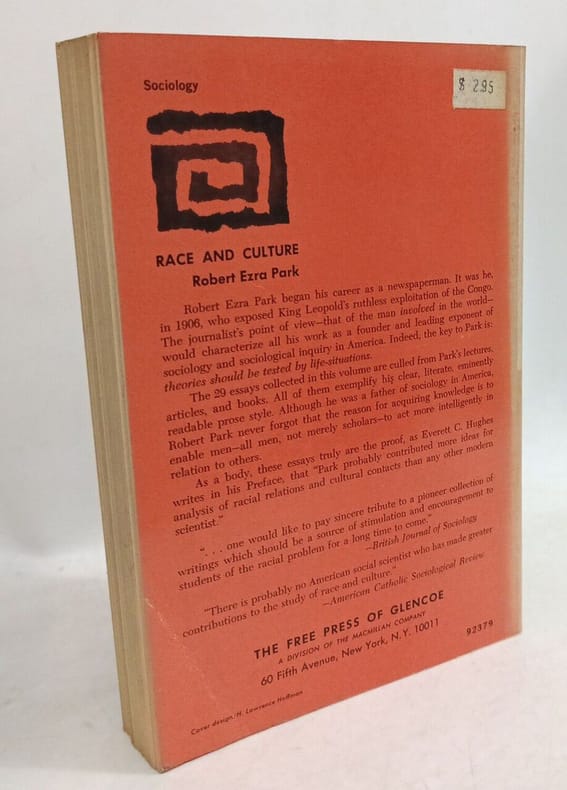 Sociology
$ 2.95
RACE AND CULTURE
Robert Ezra Park
Robert Ezra Park began his career as a newspaperman. It was he,
in 1906, who exposed King Leopold's ruthless exploitation of the Congo.
The journalist's point of view—that of the man involved in the world—
would characterize all his work as a founder and leading exponent of
sociology and sociological inquiry in America. Indeed, the key to Park is:
theories should be tested by life-situations.
The 29 essays collected in this volume are culled from Park's lectures,
articles, and books. All of them exemplify his clear, literate, eminently
readable prose style. Although he was a father of sociology in America,
Robert Park never forgot that the reason for acquiring knowledge is to
enable men—all men, not merely scholars—to act more intelligently in
relation to others.
As a body, these essays truly are the proof, as Everett C. Hughes
writes in his Preface, that "Park probably contributed more ideas for
analysis of racial relations and cultural contacts than any other modern
scientist."
". . . one would like to pay sincere tribute to a pioneer collection of
writings which should be a source of stimulation and encouragement to
students of the racial problem for a long time to come."
—British Journal of Sociology
"There is probably no American social scientist who has made greater
contributions to the study of race and culture."
—American Catholic Sociological Review
THE FREE PRESS OF GLENCOE
A DIVISION OF THE MACMILLAN COMPANY
60 Fifth Avenue, New York, N.Y. 10011
92379
Cover design/H. Lawrence Hoffman